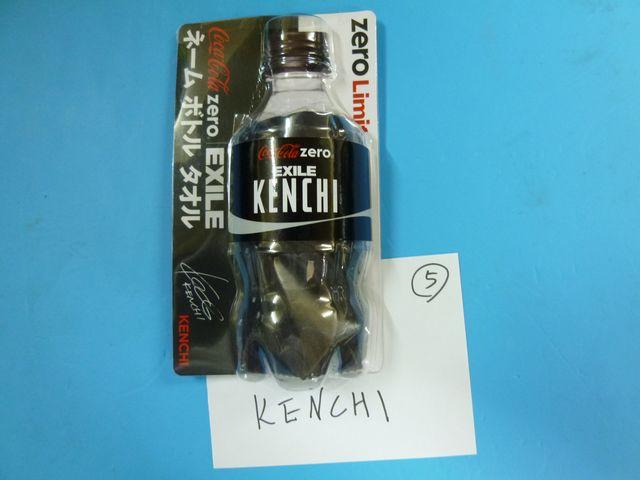 Coca-Cola zero. EXILE
ネーム ボトル タオル
KENCHI
KENCHI
zero Limi
Coca-Cola zero.
EXILE
KENCHI
5
KENCHI